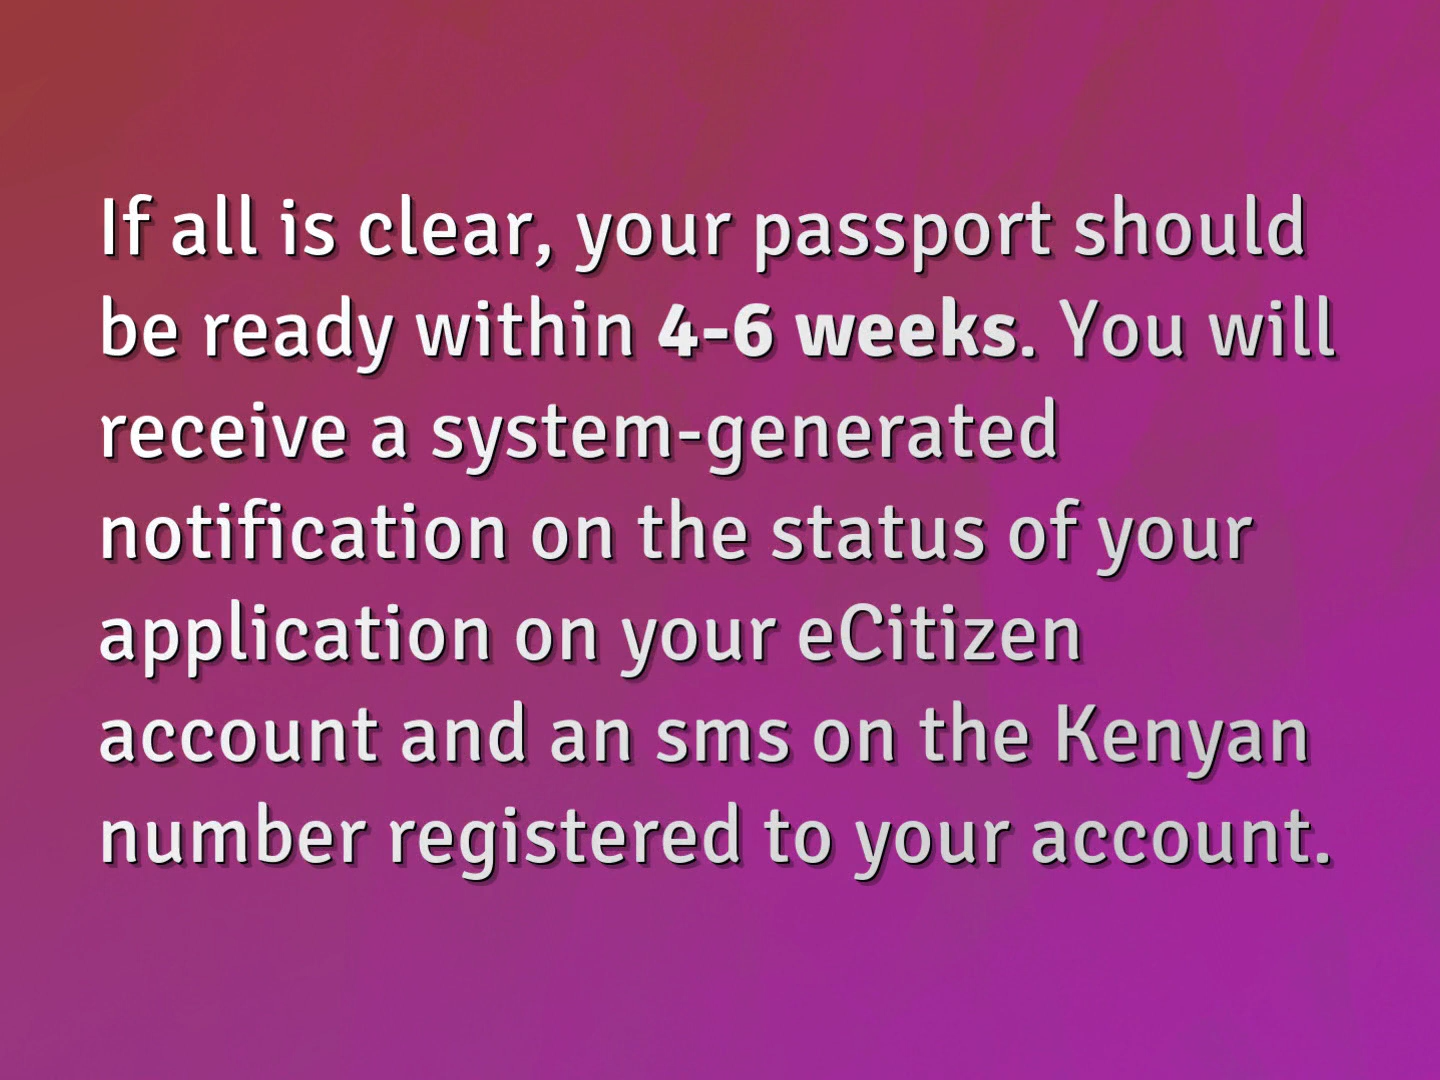 If all is clear, your passport should
be ready within 4-6 weeks. You will
receive a system-generated
notification on the status of your
application on your eCitizen
account and an sms on the Kenyan
number registered to your account.